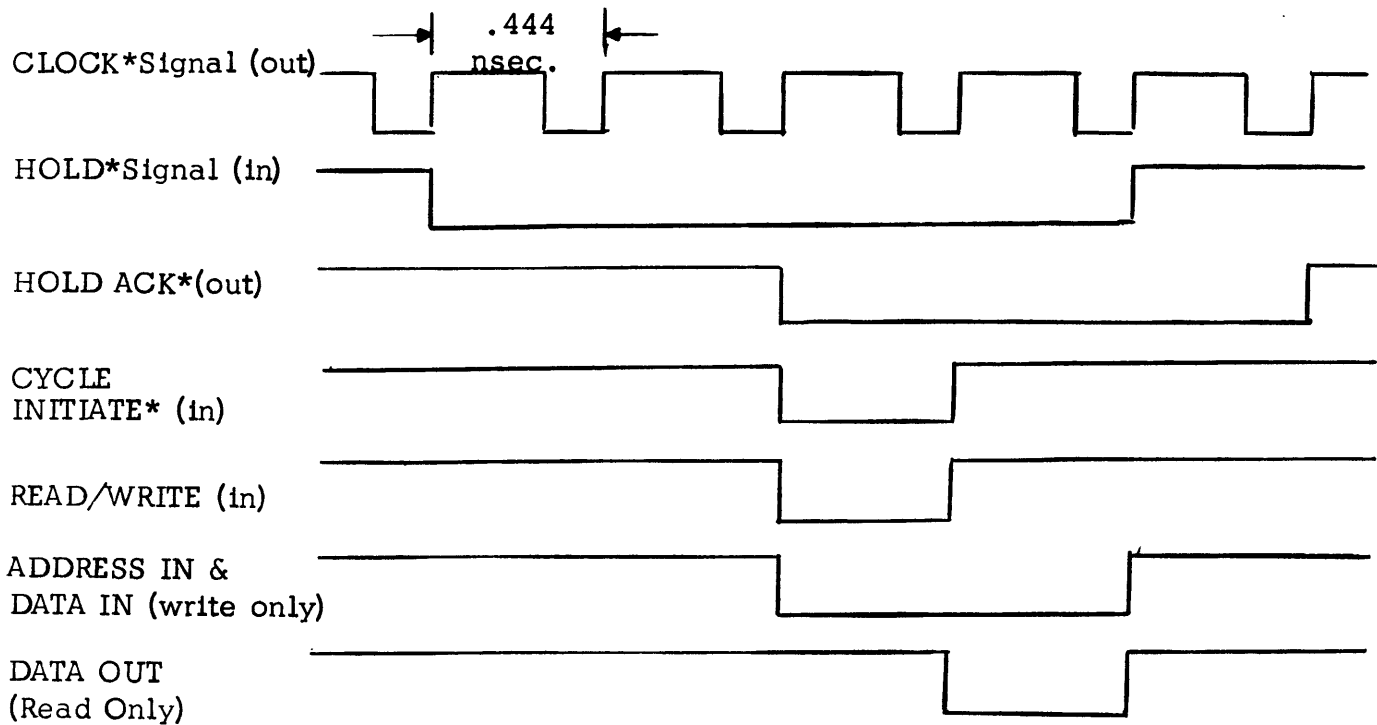 .444
nsec.
CLOCK*Signal (out)
HOLD*Signal (in)
HOLD ACK*(out)
CYCLE
INITIATE* (in)
READ/WRITE (in)
ADDRESS IN &
DATA IN (write only)
DATA OUT
(Read Only)